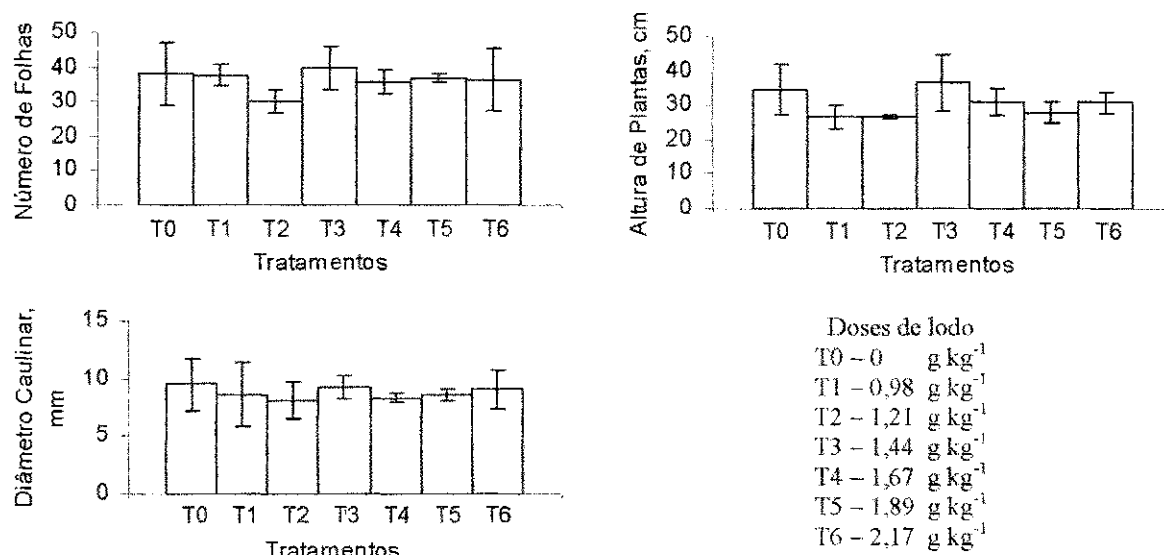 Número de Folhas
50
40
30
20
10
0
T0 T1 T2 T3 T4 T5 T6
Tratamentos
Altura de Plantas, cm
50
40
30
20
10
0
T0 T1 T2 T3 T4 T5 T6
Tratamentos
Diâmetro Caulinar,
mm
15
10
5
0
T0 T1 T2 T3 T4 T5 T6
Tratamentos
Doses de lodo
T0 – 0 g kg⁻¹
T1 – 0,98 g kg⁻¹
T2 – 1,21 g kg⁻¹
T3 – 1,44 g kg⁻¹
T4 – 1,67 g kg⁻¹
T5 – 1,89 g kg⁻¹
T6 – 2,17 g kg⁻¹